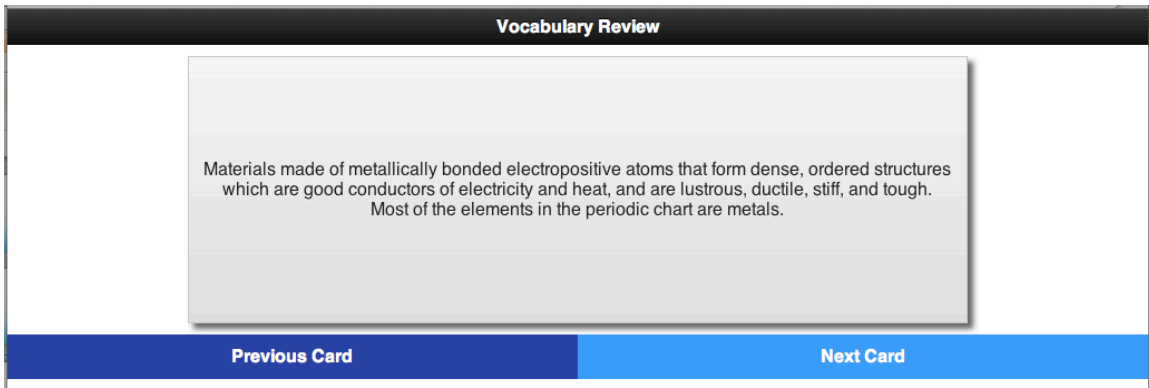 Vocabulary Review
Materials made of metallically bonded electropositive atoms that form dense, ordered structures
which are good conductors of electricity and heat, and are lustrous, ductile, stiff, and tough.
Most of the elements in the periodic chart are metals.
Previous Card
Next Card